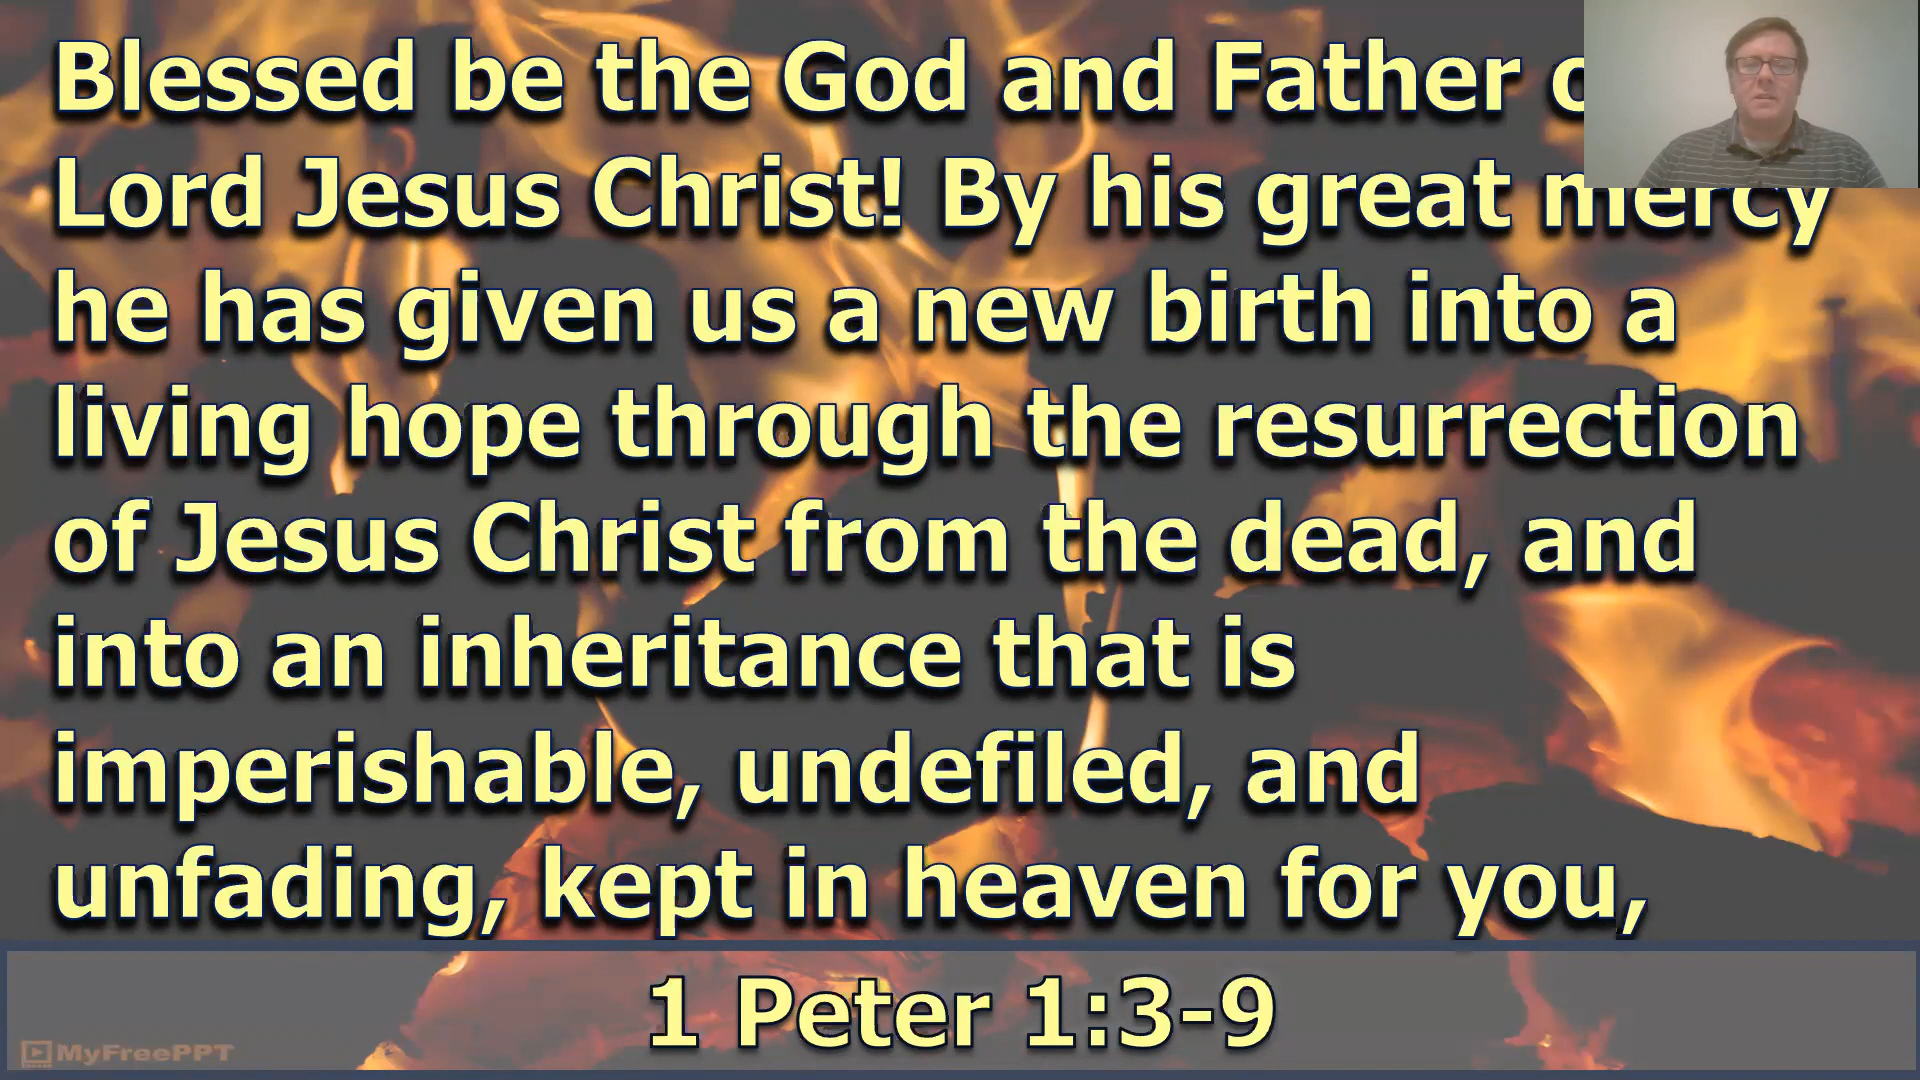 Blessed be the God and Father
Lord Jesus Christ! By his great mercy
he has given us a new birth into a
living hope through the resurrection
of Jesus Christ from the dead, and
into an inheritance that is
imperishable, undefiled, and
unfading, kept in heaven for you,
1 Peter 1:3-9
MyFreePPT